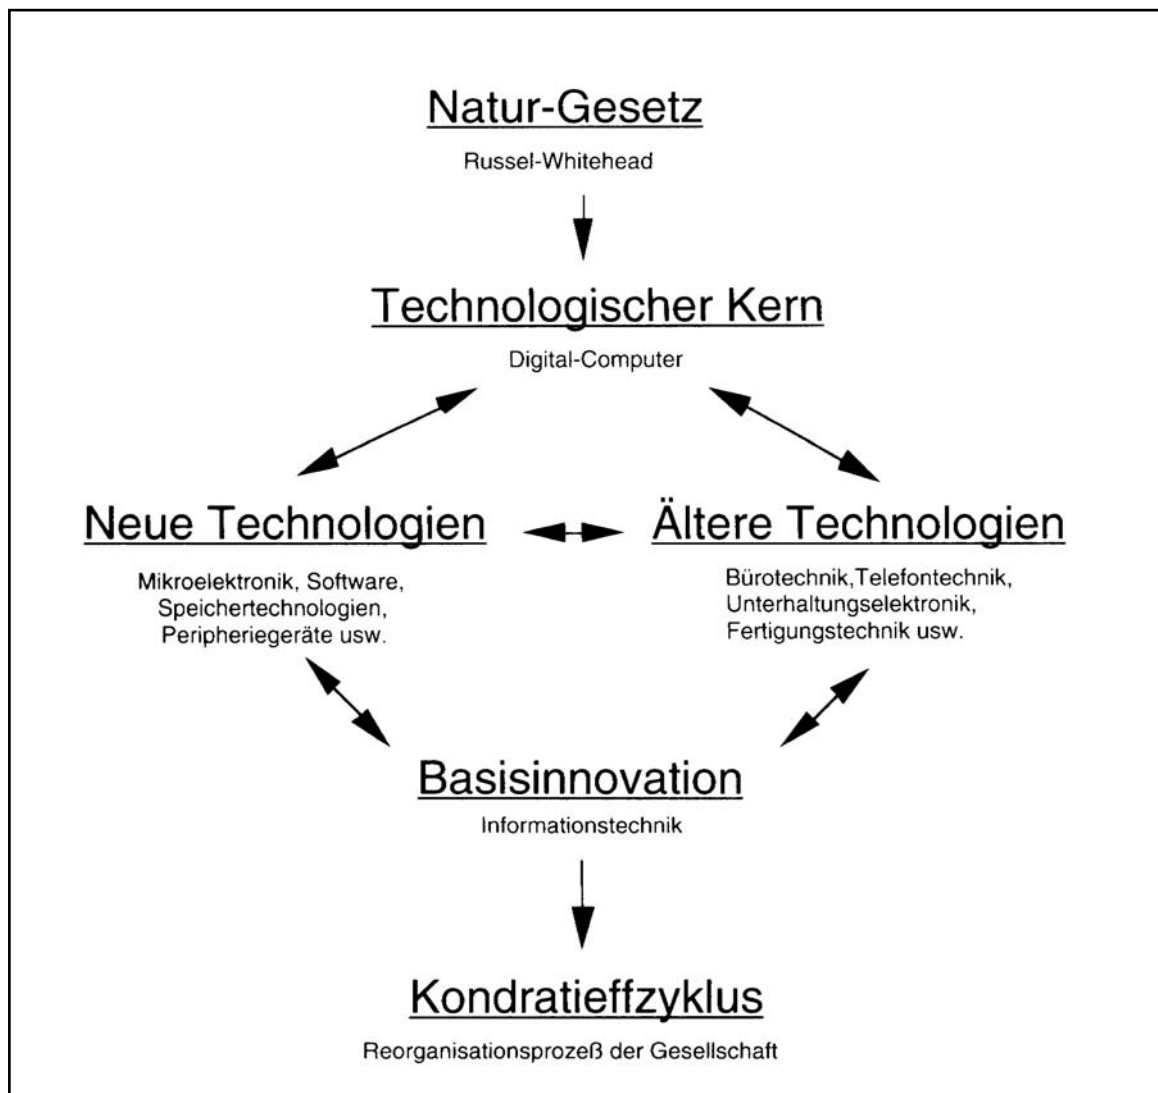 Natur-Gesetz
Russel-Whitehead
Technologischer Kern
Digital-Computer
Neue Technologien
Mikroelektronik, Software,
Speichertechnologien,
Peripheriegeräte usw.
Ältere Technologien
Bürotechnik,Telefontechnik,
Unterhaltungselektronik,
Fertigungstechnik usw.
Basisinnovation
Informationstechnik
Kondratieffzyklus
Reorganisationsprozeß der Gesellschaft